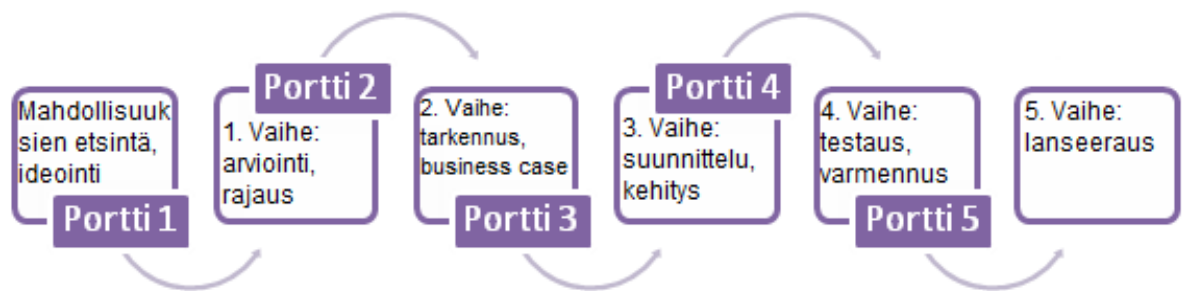 Mahdollisuuk
sien etsintä,
ideointi
Portti 1
Portti 2
1. Vaihe:
arviointi,
rajaus
2. Vaihe:
tarkennus,
business case
Portti 3
Portti 4
3. Vaihe:
suunnittelu,
kehitys
4. Vaihe:
testaus,
varmennus
Portti 5
5. Vaihe:
lanseeraus